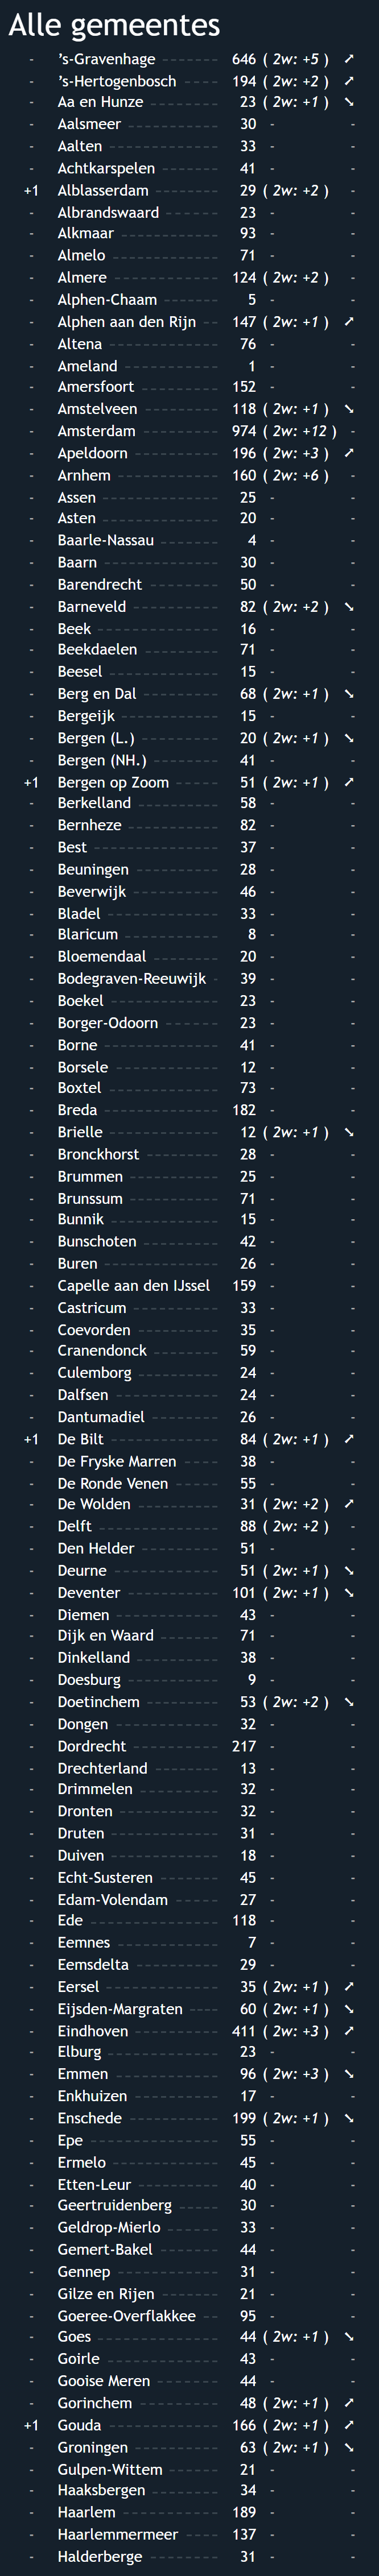 Alle gemeentes
- ’s-Gravenhage 646 ( 2w: +5 ) ➚
- ’s-Hertogenbosch 194 ( 2w: +2 ) ➚
- Aa en Hunze 23 ( 2w: +1 ) ➘
- Aalsmeer 30 - -
- Aalten 33 - -
- Achtkarspelen 41 - -
+1 Alblasserdam 29 ( 2w: +2 ) -
- Albrandswaard 23 - -
- Alkmaar 93 - -
- Almelo 71 - -
- Almere 124 ( 2w: +2 ) -
- Alphen-Chaam 5 - -
- Alphen aan den Rijn 147 ( 2w: +1 ) ➚
- Altena 76 - -
- Ameland 1 - -
- Amersfoort 152 - -
- Amstelveen 118 ( 2w: +1 ) ➘
- Amsterdam 974 ( 2w: +12 ) -
- Apeldoorn 196 ( 2w: +3 ) ➚
- Arnhem 160 ( 2w: +6 ) -
- Assen 25 - -
- Asten 20 - -
- Baarle-Nassau 4 - -
- Baarn 30 - -
- Barendrecht 50 - -
- Barneveld 82 ( 2w: +2 ) ➘
- Beek 16 - -
- Beekdaelen 71 - -
- Beesel 15 - -
- Berg en Dal 68 ( 2w: +1 ) ➘
- Bergeijk 15 - -
- Bergen (L.) 20 ( 2w: +1 ) ➘
- Bergen (NH.) 41 - -
+1 Bergen op Zoom 51 ( 2w: +1 ) ➚
- Berkelland 58 - -
- Bernheze 82 - -
- Best 37 - -
- Beuningen 28 - -
- Beverwijk 46 - -
- Bladel 33 - -
- Blaricum 8 - -
- Bloemendaal 20 - -
- Bodegraven-Reeuwijk 39 - -
- Boekel 23 - -
- Borger-Odoorn 23 - -
- Borne 41 - -
- Borsele 12 - -
- Boxtel 73 - -
- Breda 182 - -
- Brielle 12 ( 2w: +1 ) ➘
- Bronckhorst 28 - -
- Brummen 25 - -
- Brunssum 71 - -
- Bunnik 15 - -
- Bunschoten 42 - -
- Buren 26 - -
- Capelle aan den IJssel 159 - -
- Castricum 33 - -
- Coevorden 35 - -
- Cranendonck 59 - -
- Culemborg 24 - -
- Dalfsen 24 - -
- Dantumadiel 26 - -
+1 De Bilt 84 ( 2w: +1 ) ➚
- De Fryske Marren 38 - -
- De Ronde Venen 55 - -
- De Wolden 31 ( 2w: +2 ) ➚
- Delft 88 ( 2w: +2 ) -
- Den Helder 51 - -
- Deurne 51 ( 2w: +1 ) ➘
- Deventer 101 ( 2w: +1 ) ➘
- Diemen 43 - -
- Dijk en Waard 71 - -
- Dinkelland 38 - -
- Doesburg 9 - -
- Doetinchem 53 ( 2w: +2 ) ➘
- Dongen 32 - -
- Dordrecht 217 - -
- Drechterland 13 - -
- Drimmelen 32 - -
- Dronten 32 - -
- Druten 31 - -
- Duiven 18 - -
- Echt-Susteren 45 - -
- Edam-Volendam 27 - -
- Ede 118 - -
- Eemnes 7 - -
- Eemsdelta 29 - -
- Eersel 35 ( 2w: +1 ) ➚
- Eijsden-Margraten 60 ( 2w: +1 ) ➘
- Eindhoven 411 ( 2w: +3 ) ➚
- Elburg 23 - -
- Emmen 96 ( 2w: +3 ) ➘
- Enkhuizen 17 - -
- Enschede 199 ( 2w: +1 ) ➘
- Epe 55 - -
- Ermelo 45 - -
- Etten-Leur 40 - -
- Geertruidenberg 30 - -
- Geldrop-Mierlo 33 - -
- Gemert-Bakel 44 - -
- Gennep 31 - -
- Gilze en Rijen 21 - -
- Goeree-Overflakkee 95 - -
- Goes 44 ( 2w: +1 ) ➘
- Goirle 43 - -
- Gooise Meren 44 - -
- Gorinchem 48 ( 2w: +1 ) ➚
+1 Gouda 166 ( 2w: +1 ) ➚
- Groningen 63 ( 2w: +1 ) ➘
- Gulpen-Wittem 21 - -
- Haaksbergen 34 - -
- Haarlem 189 - -
- Haarlemmermeer 137 - -
- Halderberge 31 - -